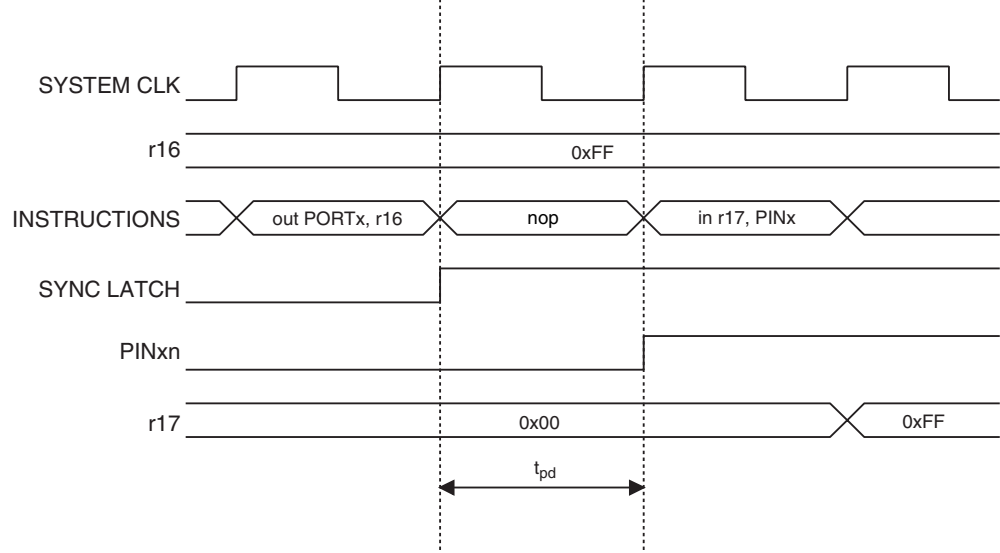 SYSTEM CLK
r16
0xFF
INSTRUCTIONS
out PORTx, r16
nop
in r17, PINx
SYNC LATCH
PINxn
r17
0x00
0xFF
tpd